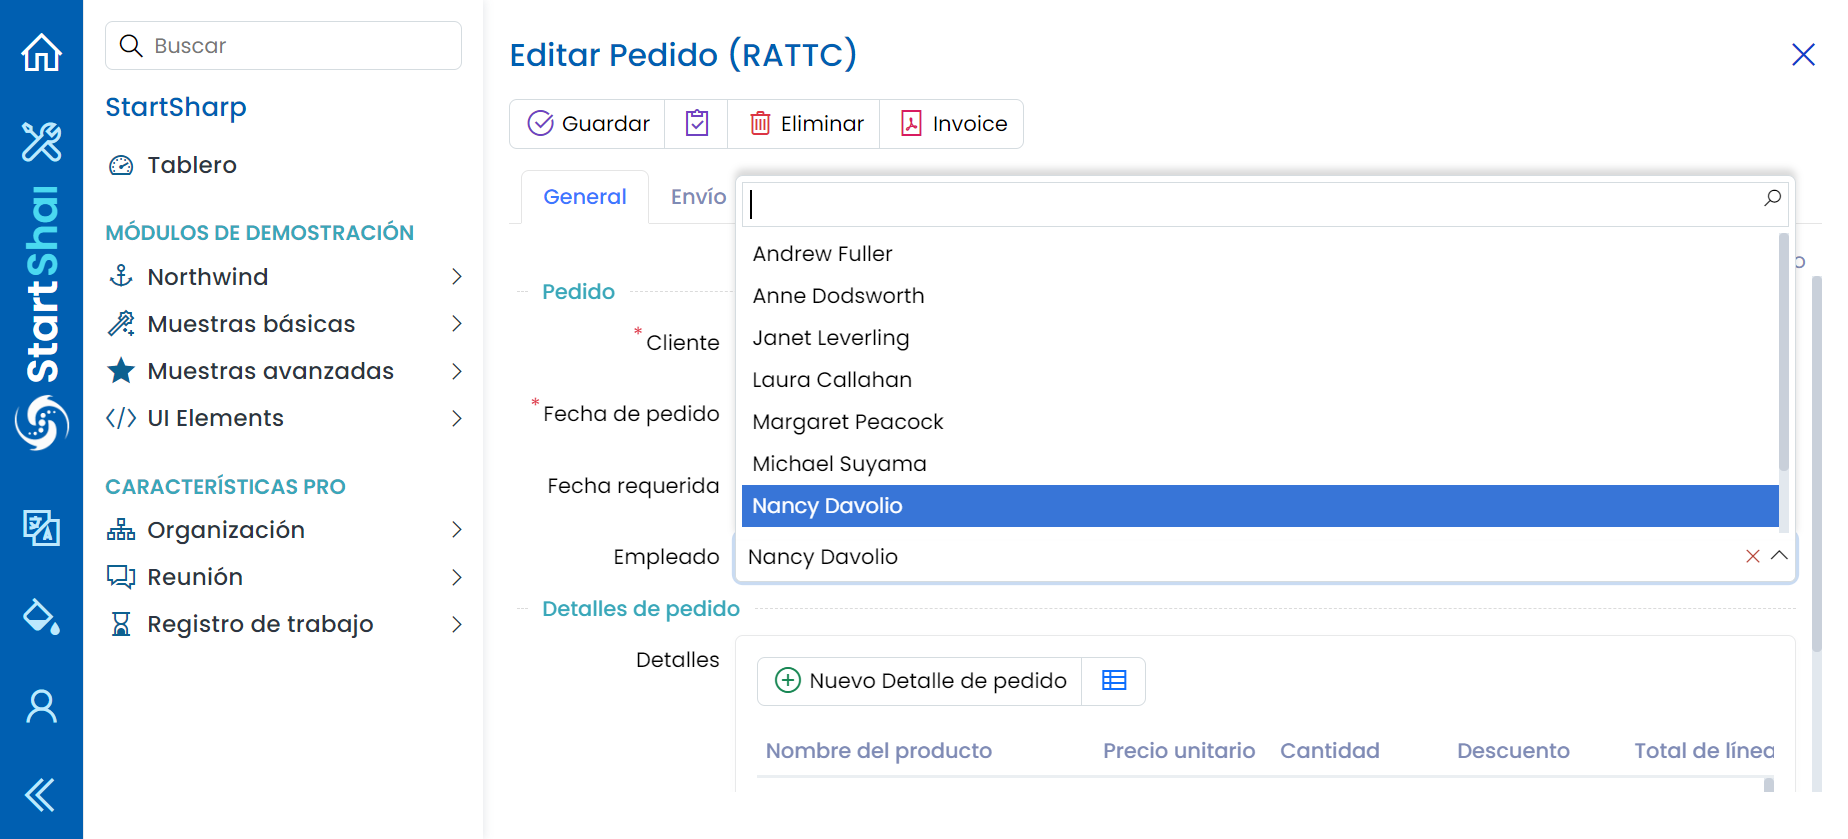 StartShar
Buscar
StartSharp
Tablero
MÓDULOS DE DEMOSTRACIÓN
Northwind
Muestras básicas
Muestras avanzadas
UI Elements
CARACTERÍSTICAS PRO
Organización
Reunión
Registro de trabajo
Editar Pedido (RATTC)
Guardar
Eliminar
Invoice
General
Envío
Andrew Fuller
Anne Dodsworth
Janet Leverling
Laura Callahan
Margaret Peacock
Michael Suyama
Nancy Davolio
o
Pedido
* Cliente
* Fecha de pedido
Fecha requerida
Empleado
Nancy Davolio
Detalles de pedido
Detalles
Nuevo Detalle de pedido
Nombre del producto Precio unitario Cantidad Descuento Total de línea